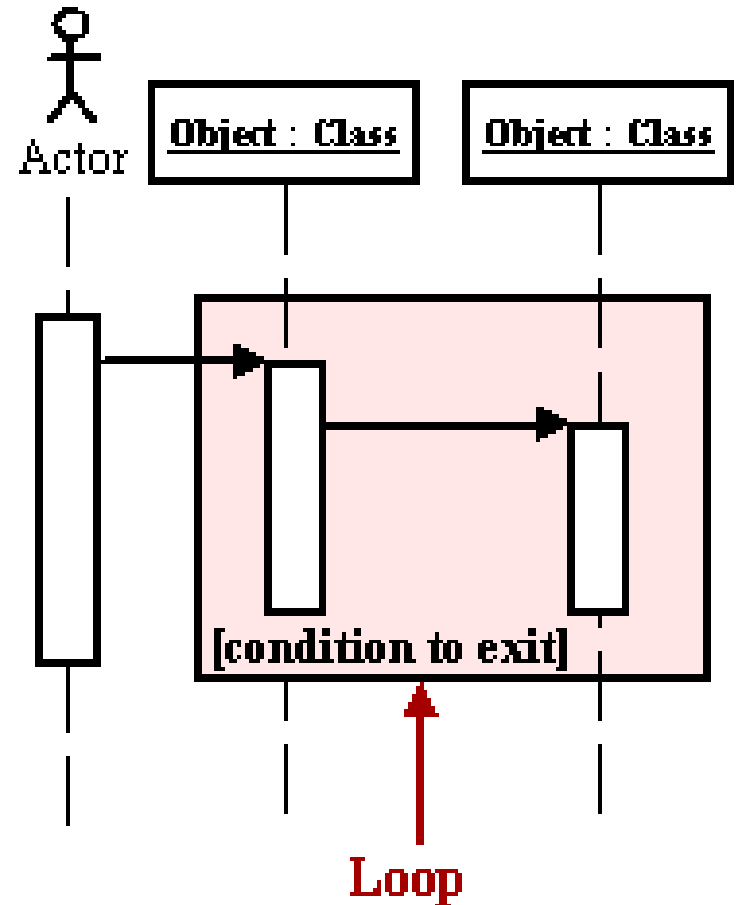 Actor
Object : Class
Object : Class
[condition to exit]
Loop